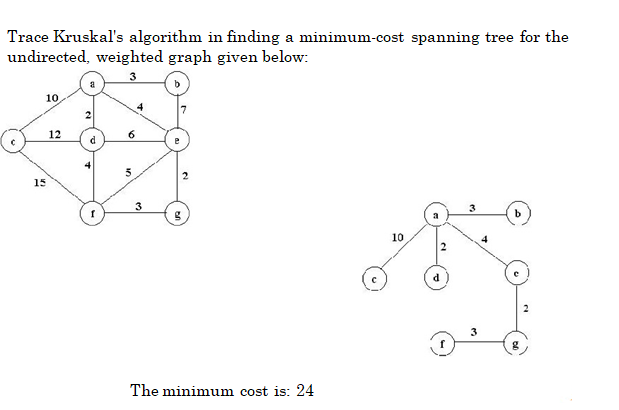 Trace Kruskal's algorithm in finding a minimum-cost spanning tree for the
undirected, weighted graph given below:
3
a b
10 4 7
2
12 6
c d e
4 5 2
15
3
f g
3
a b
10 2 4
c d e
2
3
f g
The minimum cost is: 24